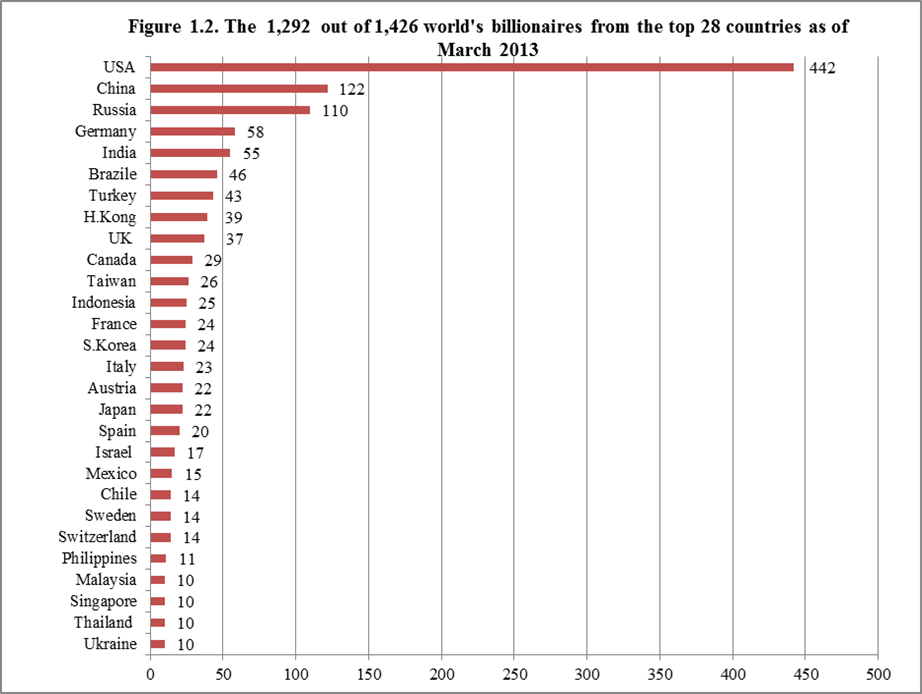 Figure 1.2. The 1,292 out of 1,426 world's billionaires from the top 28 countries as of
March 2013
USA 442
China 122
Russia 110
Germany 58
India 55
Brazile 46
Turkey 43
H.Kong 39
UK 37
Canada 29
Taiwan 26
Indonesia 25
France 24
S.Korea 24
Italy 23
Austria 22
Japan 22
Spain 20
Israel 17
Mexico 15
Chile 14
Sweden 14
Switzerland 14
Philippines 11
Malaysia 10
Singapore 10
Thailand 10
Ukraine 10
0 50 100 150 200 250 300 350 400 450 500